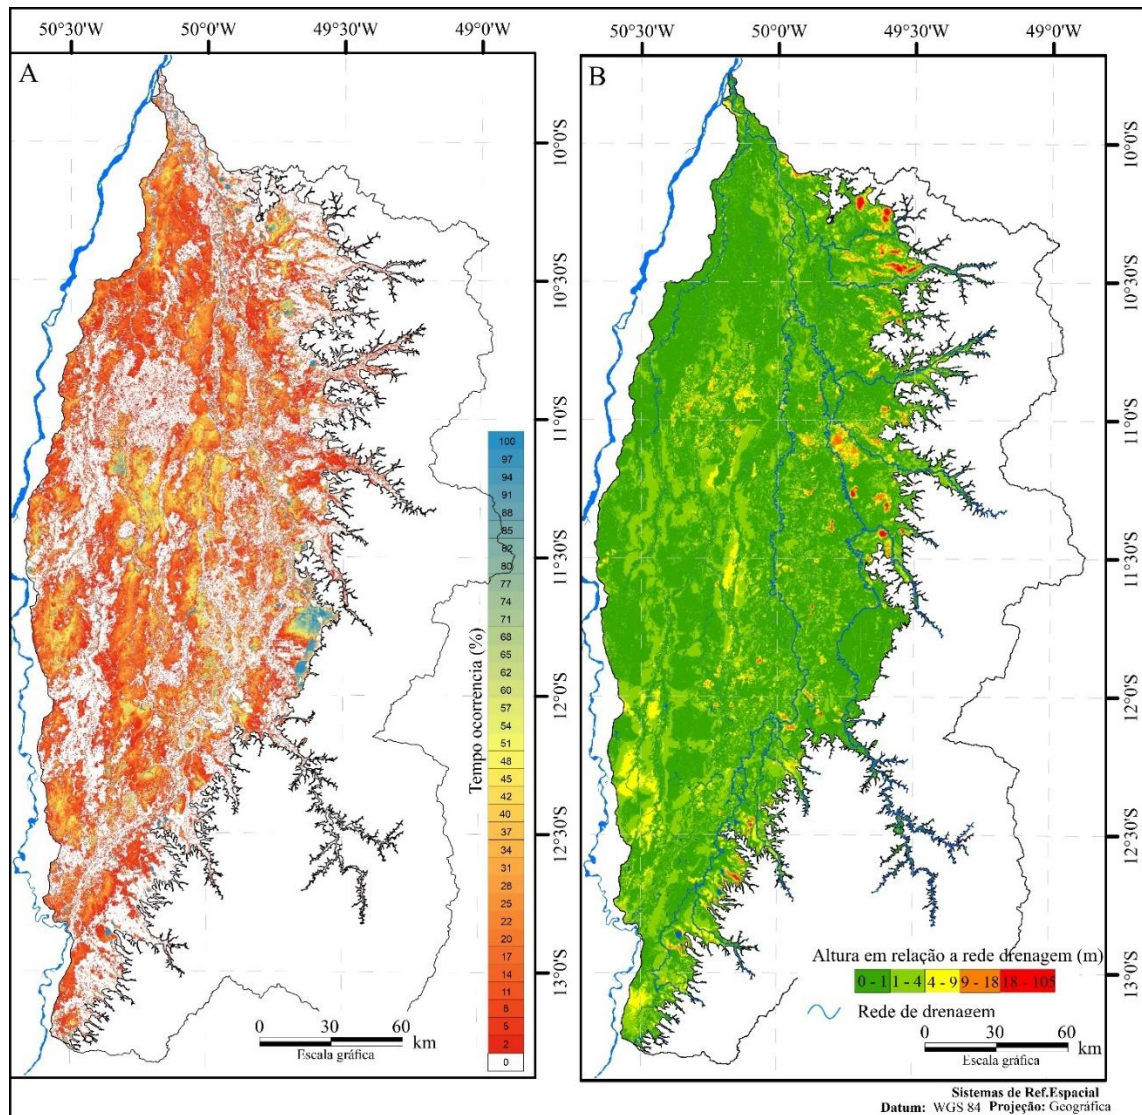 50°30'S 50°0'S 49°30'S 49°0'S
50°30'S 50°0'S 49°30'S 49°0'S
A
B
10°0'S
10°30'S
11°0'S
11°30'S
12°0'S
12°30'S
13°0'S
10°0'S
10°30'S
11°0'S
11°30'S
12°0'S
12°30'S
13°0'S
Tempo ocorrência (%)
100
97
94
91
88
85
82
80
77
74
71
68
65
62
60
57
54
51
48
45
42
40
37
34
31
28
25
22
20
17
14
11
8
5
2
0
0 30 60
km
Escala gráfica
Altura em relação a rede drenagem (m)
0 - 1 1 - 4 4 - 9 9 - 18 18 - 105
Rede de drenagem
0 30 60
km
Escala gráfica
Sistemas de Ref.Espacial
Datum: WGS 84 Projeção: Geográfica